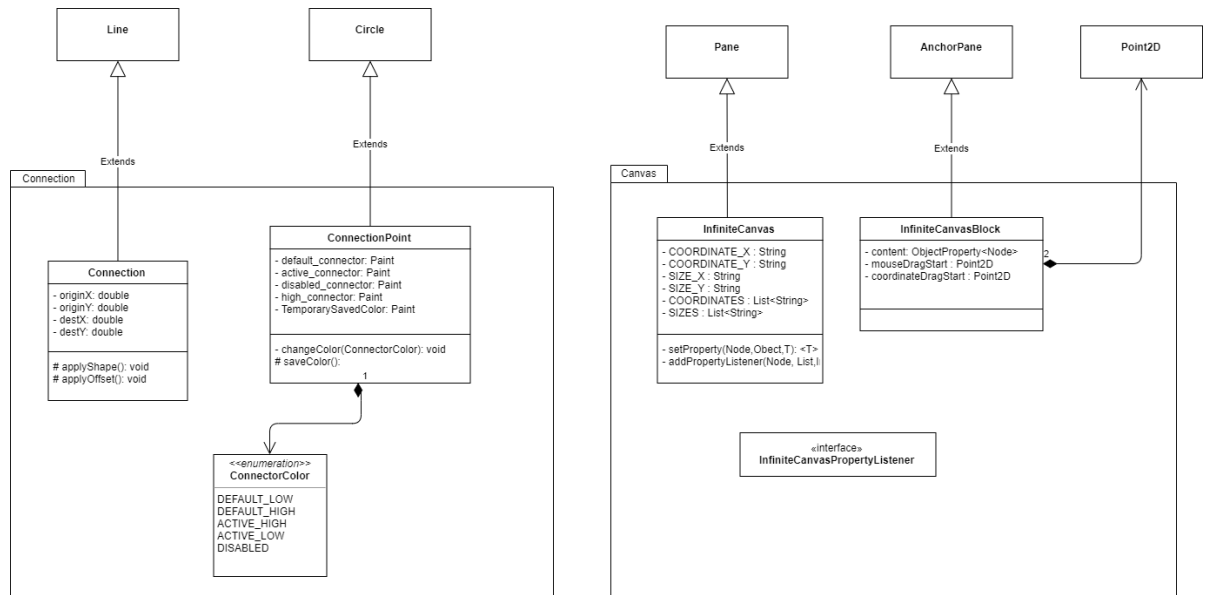 Line
Circle
Extends
Extends
Connection
Connection
- originX: double
- originY: double
- destX: double
- destY: double
# applyShape(): void
# applyOffset(): void
ConnectionPoint
- default_connector: Paint
- active_connector: Paint
- disabled_connector: Paint
- high_connector: Paint
- TemporarySavedColor: Paint
- changeColor(ConnectorColor): void
# saveColor():
1
<<enumeration>>
ConnectorColor
DEFAULT_LOW
DEFAULT_HIGH
ACTIVE_HIGH
ACTIVE_LOW
DISABLED
Pane
AnchorPane
Point2D
Extends
Extends
Canvas
InfiniteCanvas
- COORDINATE_X : String
- COORDINATE_Y : String
- SIZE_X : String
- SIZE_Y : String
- COORDINATES : List<String>
- SIZES : List<String>
- setProperty(Node,Obect,T): <T>
- addPropertyListener(Node, List,
InfiniteCanvasBlock
- content: ObjectProperty<Node>
- mouseDragStart : Point2D
- coordinateDragStart : Point2D
2
«interface»
InfiniteCanvasPropertyListener